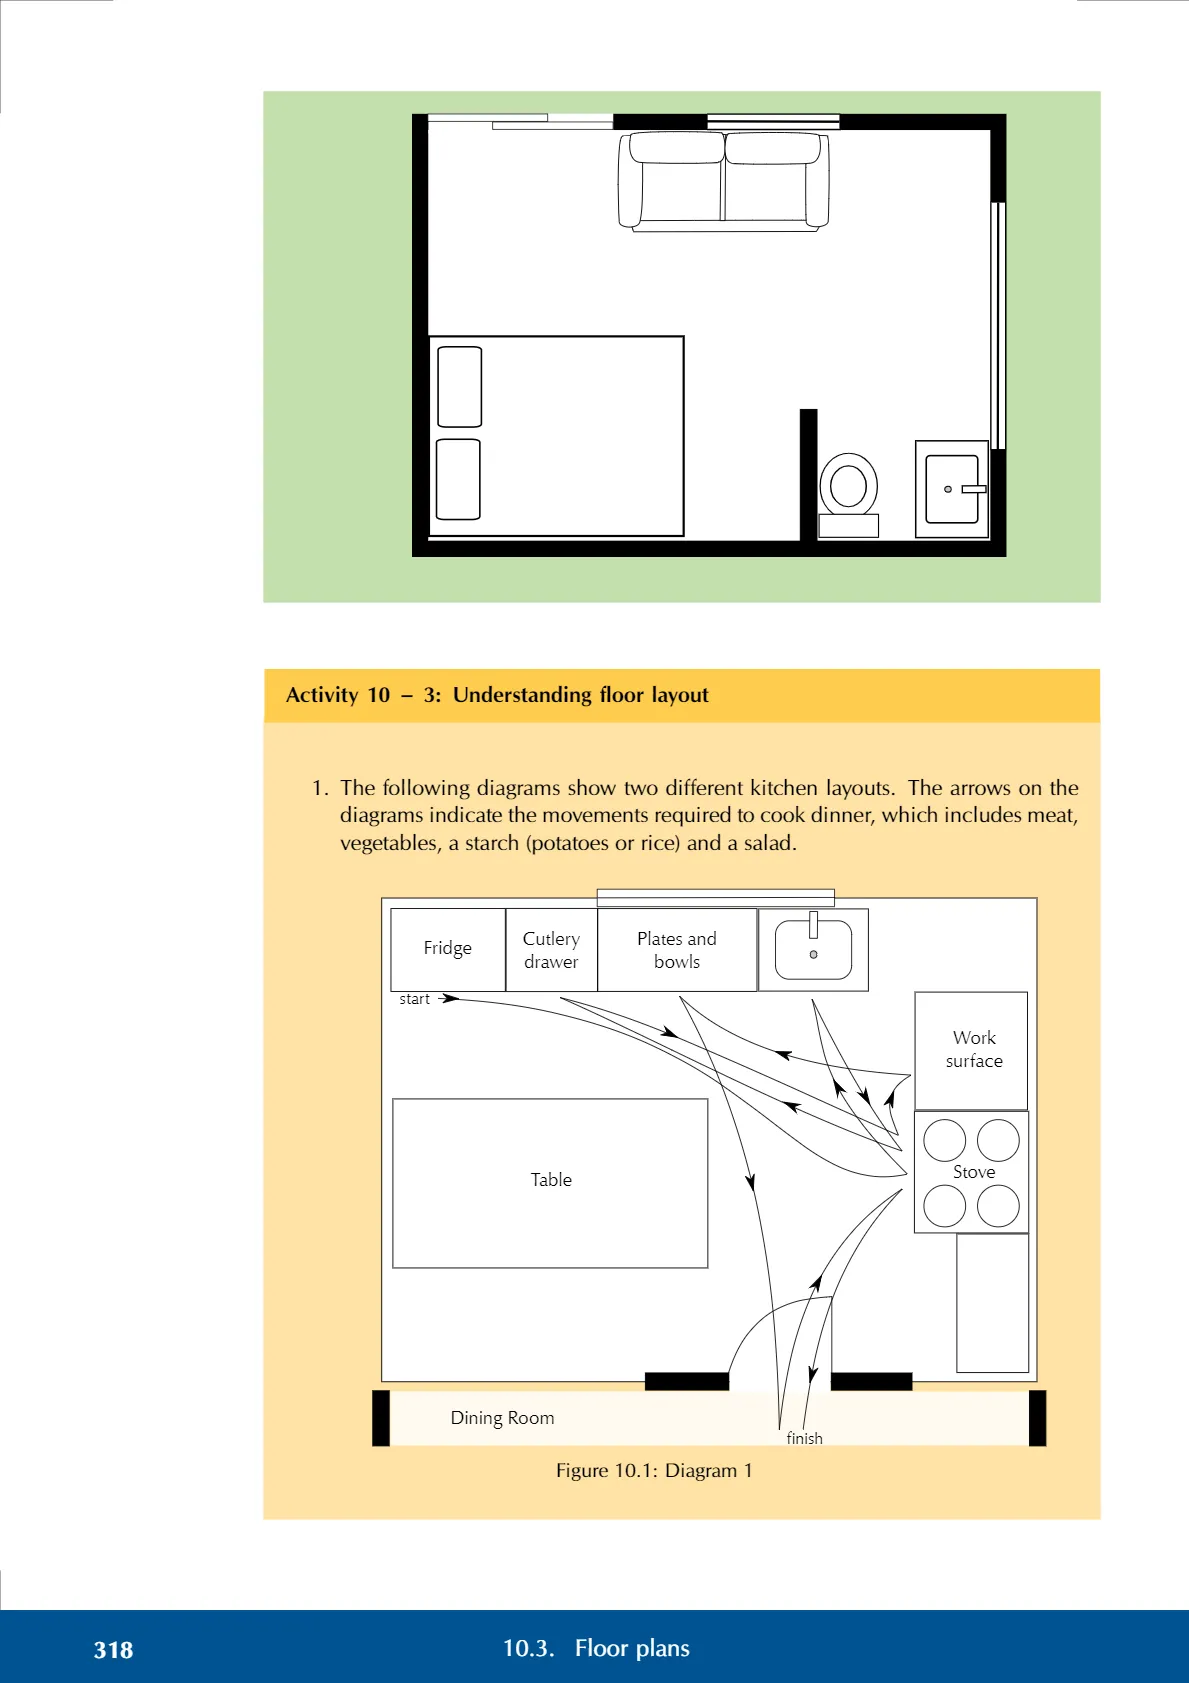 Activity 10 – 3: Understanding floor layout
1. The following diagrams show two different kitchen layouts. The arrows on the
diagrams indicate the movements required to cook dinner, which includes meat,
vegetables, a starch (potatoes or rice) and a salad.
Fridge
Cutlery
drawer
Plates and
bowls
start
Work
surface
Stove
Table
Dining Room
finish
Figure 10.1: Diagram 1
318
10.3. Floor plans